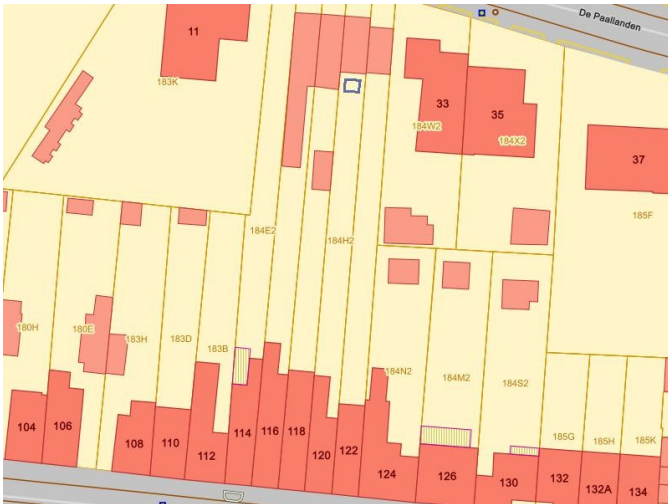 De Paallanden
11
183K
33
35
184W2
184X2
37
185F
184E2
184H2
180H
180E
183H
183D
183B
184N2
184M2
184S2
185G
185H
185K
104
106
108
110
112
114
116
118
120
122
124
126
130
132
132A
134